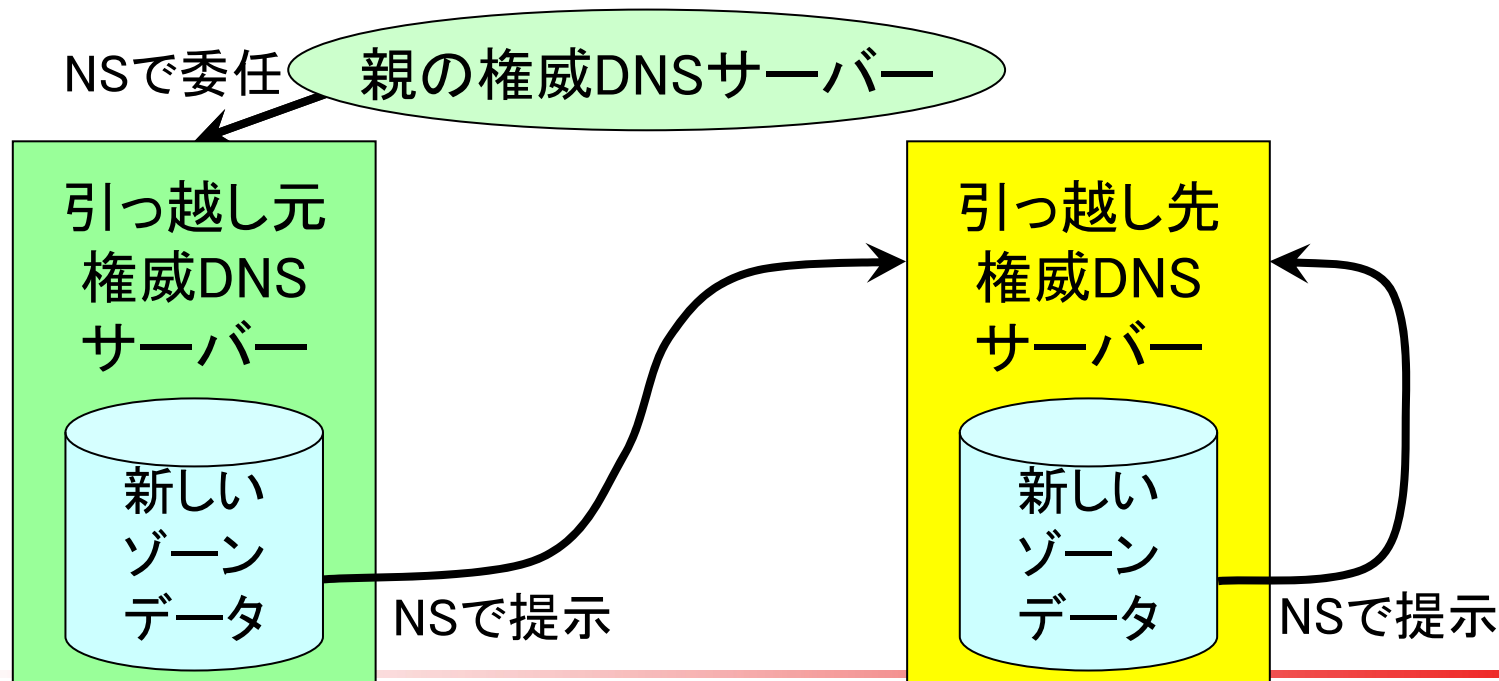 NSで委任
親の権威DNSサーバー
引っ越し元
権威DNS
サーバー
新しい
ゾーン
データ
NSで提示
引っ越し先
権威DNS
サーバー
新しい
ゾーン
データ
NSで提示